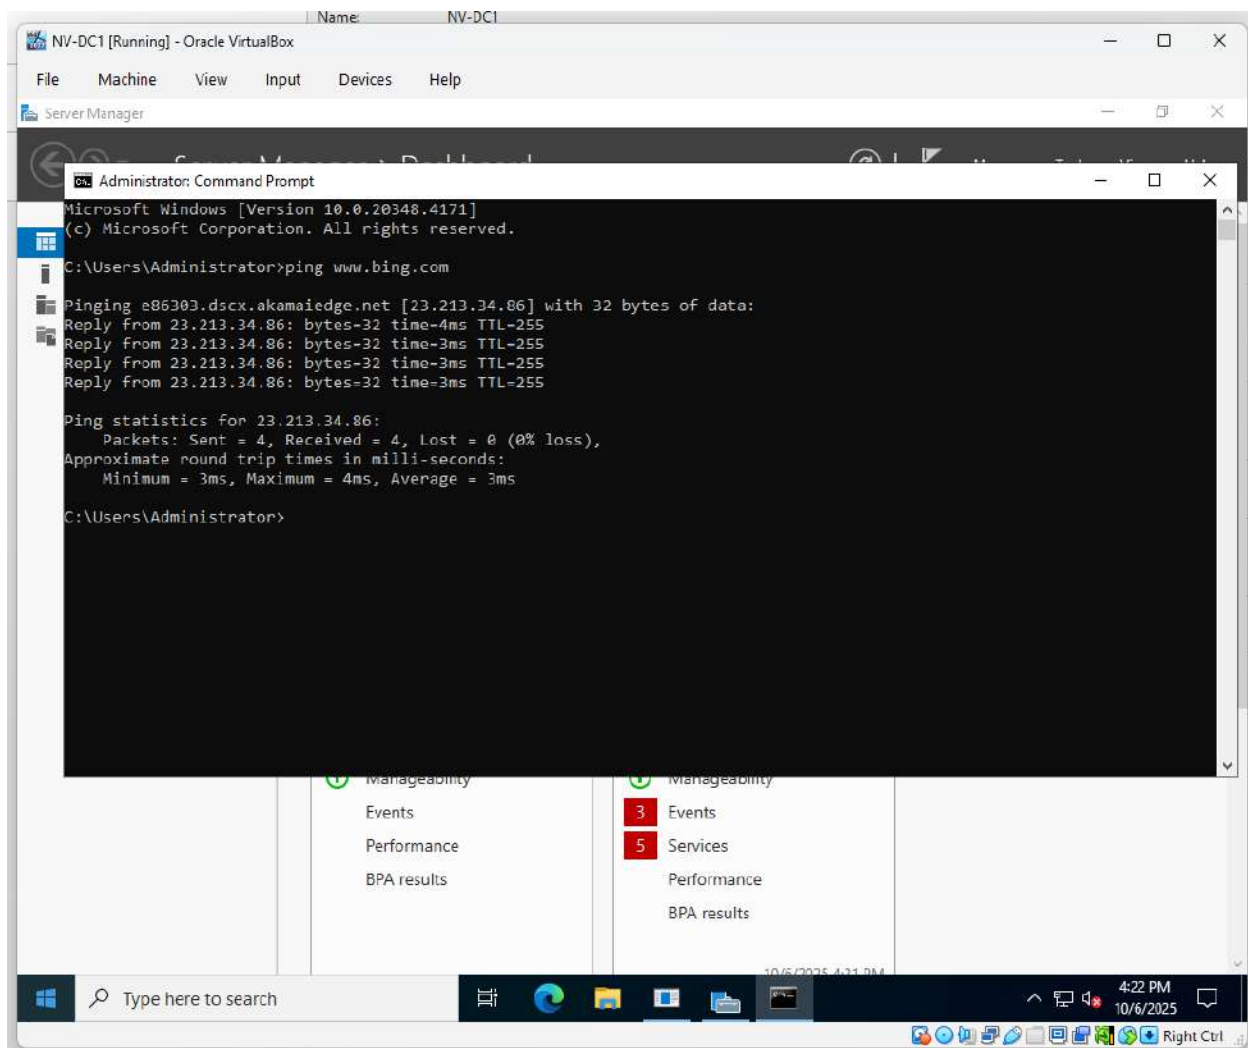 Name: NV-DC1
NV-DC1 [Running] - Oracle VirtualBox
File Machine View Input Devices Help
Server Manager
Administrator: Command Prompt
Microsoft Windows [Version 10.0.20348.4171]
(c) Microsoft Corporation. All rights reserved.
C:\Users\Administrator>ping www.bing.com
Pinging e86303.dscx.akamaiedge.net [23.213.34.86] with 32 bytes of data:
Reply from 23.213.34.86: bytes=32 time=4ms TTL=255
Reply from 23.213.34.86: bytes=32 time=3ms TTL=255
Reply from 23.213.34.86: bytes=32 time=3ms TTL=255
Reply from 23.213.34.86: bytes=32 time=3ms TTL=255
Ping statistics for 23.213.34.86:
Packets: Sent = 4, Received = 4, Lost = 0 (0% loss),
Approximate round trip times in milli-seconds:
Minimum = 3ms, Maximum = 4ms, Average = 3ms
C:\Users\Administrator>
Manageability Manageability
Events 3 Events
Performance 5 Services
BPA results Performance
BPA results
10/6/2025 4:21 PM
Type here to search
4:22 PM
10/6/2025
Right Ctrl